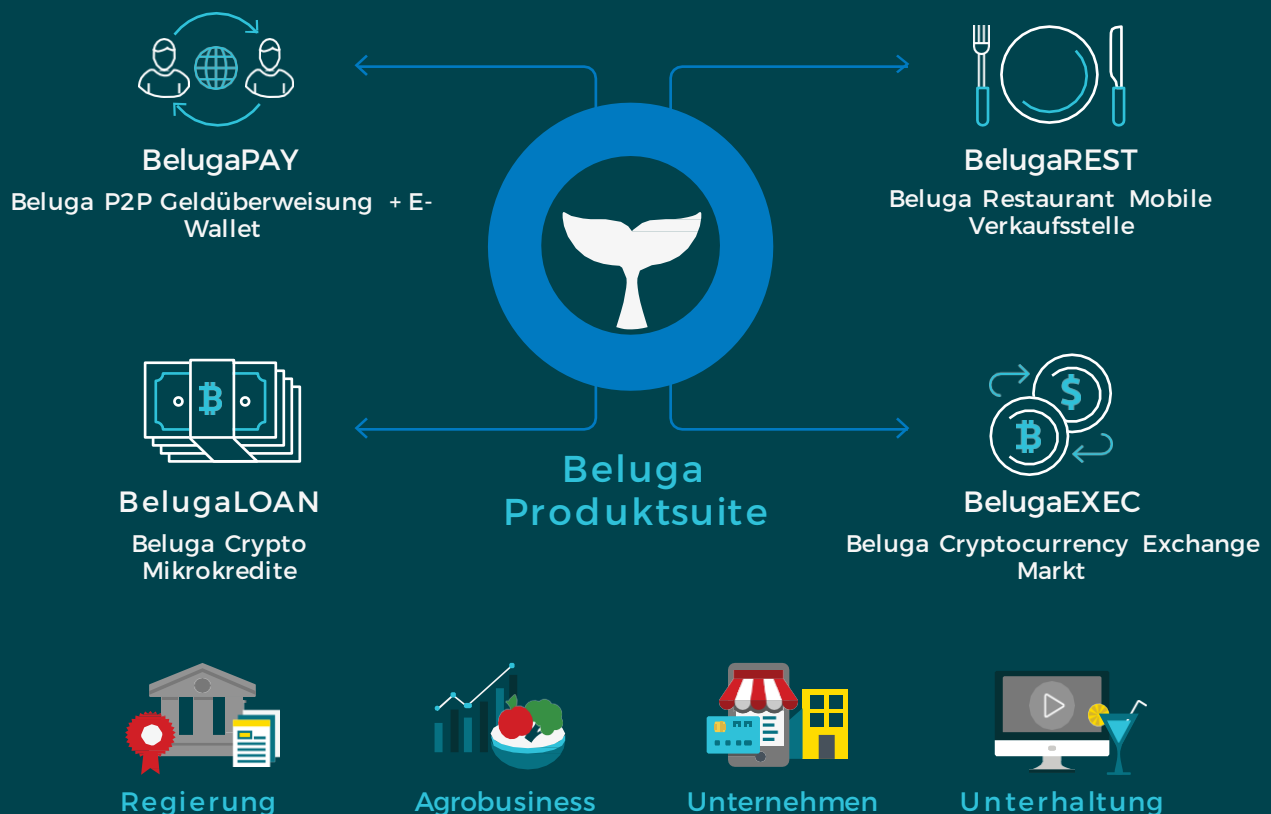 BelugaPAY
Beluga P2P Geldüberweisung + E-
Wallet
BelugaREST
Beluga Restaurant Mobile
Verkaufsstelle
BelugaLOAN
Beluga Crypto
Mikrokredite
Beluga
Produktsuite
BelugaEXEC
Beluga Cryptocurrency Exchange
Markt
Regierung
Agrobusiness
Unternehmen
Unterhaltung